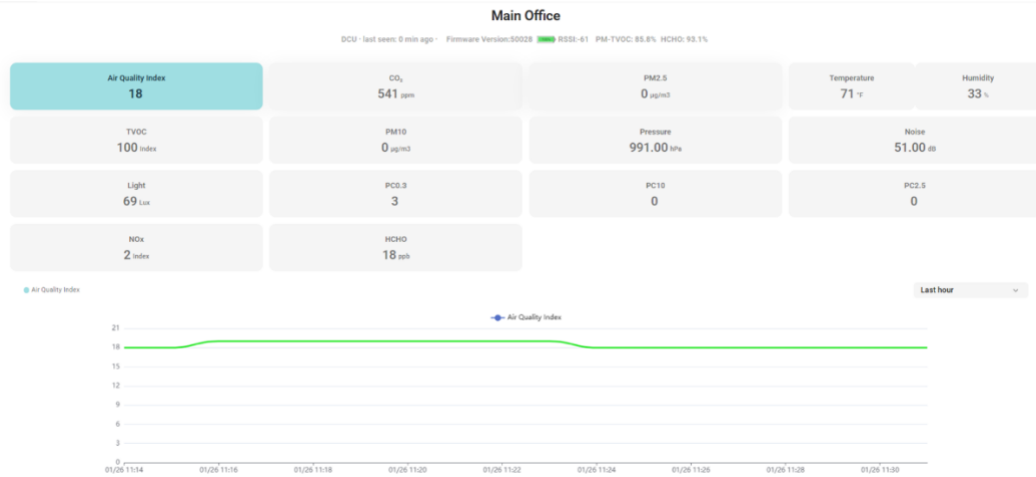 Main Office
DCU - last seen: 0 min ago - Firmware Version:50028 RSSI:-61 PM-TVOC: 85.8% HCHO: 93.1%
Air Quality Index
18
CO₂
541 ppm
PM2.5
0 µg/m3
Temperature
71 °F
Humidity
33 %
TVOC
100 Index
PM10
0 µg/m3
Pressure
991.00 hPa
Noise
51.00 dB
Light
69 Lux
PC0.3
3
PC10
0
PC2.5
0
NOx
2 Index
HCHO
18 ppb
Air Quality Index
Last hour
Air Quality Index
21
18
15
12
9
6
3
0
01/26 11:14 01/26 11:16 01/26 11:18 01/26 11:20 01/26 11:22 01/26 11:24 01/26 11:26 01/26 11:28 01/26 11:30